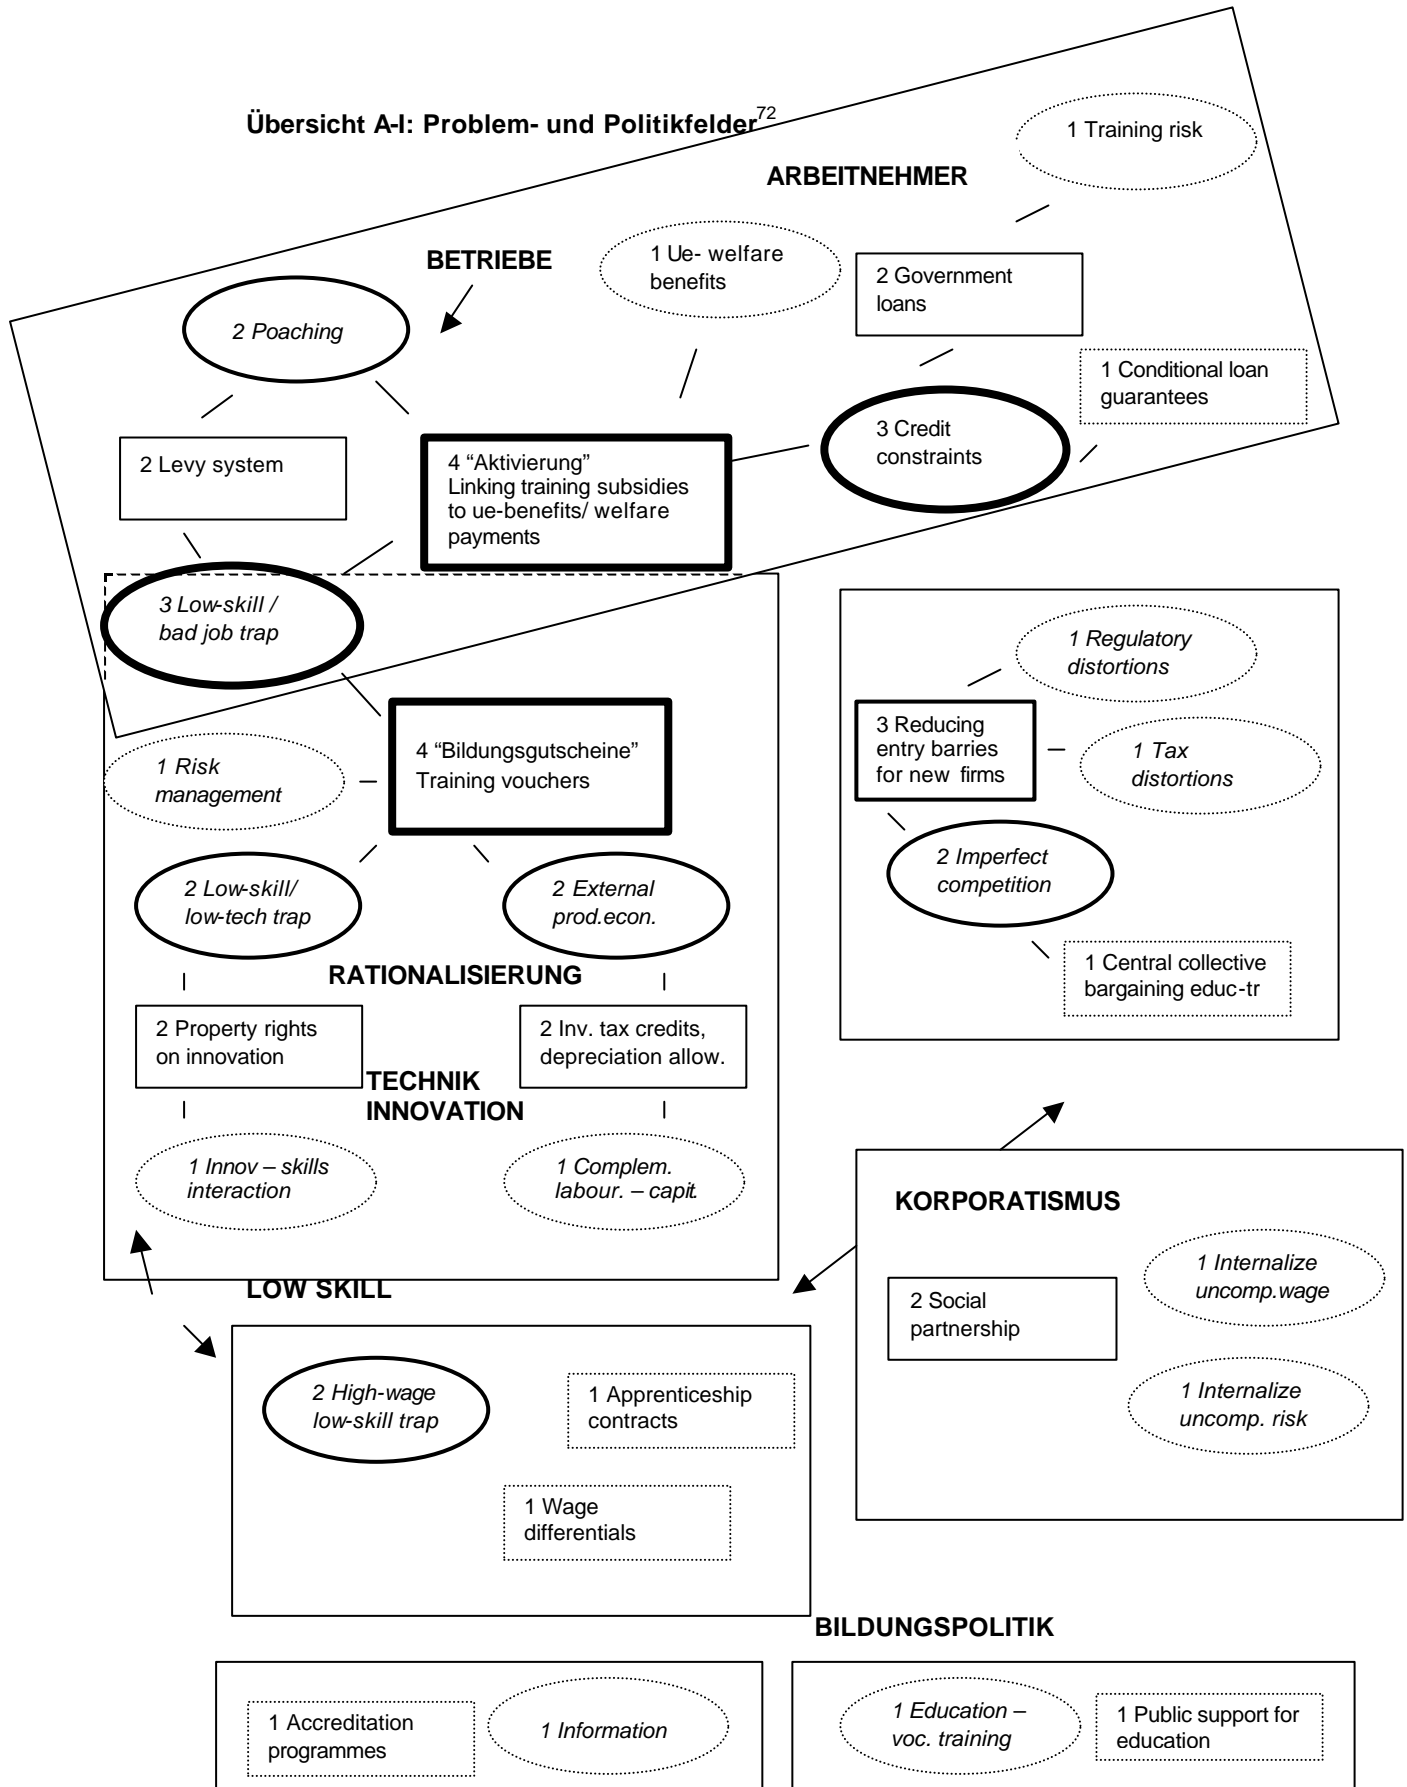 Übersicht A-I: Problem- und Politikfelder72
1 Training risk
ARBEITNEHMER
BETRIEBE
1 Ue- welfare
benefits
2 Government
loans
2 Poaching
1 Conditional loan
guarantees
3 Credit
constraints
2 Levy system
4 “Aktivierung”
Linking training subsidies
to ue-benefits/ welfare
payments
3 Low-skill /
bad job trap
1 Regulatory
distortions
3 Reducing
entry barries
for new firms
1 Tax
distortions
4 “Bildungsgutscheine”
Training vouchers
1 Risk
management
2 Imperfect
competition
2 Low-skill/
low-tech trap
2 External
prod.econ.
RATIONALISIERUNG
1 Central collective
bargaining educ-tr
2 Property rights
on innovation
2 Inv. tax credits,
depreciation allow.
TECHNIK
INNOVATION
1 Innov – skills
interaction
1 Complem.
labour. – capit.
KORPORATISMUS
1 Internalize
uncomp.wage
LOW SKILL
2 Social
partnership
2 High-wage
low-skill trap
1 Apprenticeship
contracts
1 Internalize
uncomp. risk
1 Wage
differentials
BILDUNGSPOLITIK
1 Accreditation
programmes
1 Information
1 Education –
voc. training
1 Public support for
education